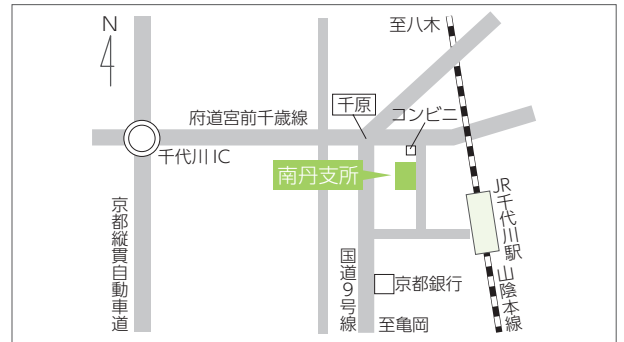 N
至八木
千原
コンビニ
府道宮前千歳線
千代川IC
南丹支所
京都縦貫自動車道
国道9号線
JR千代川駅
山陰本線
京都銀行
至亀岡